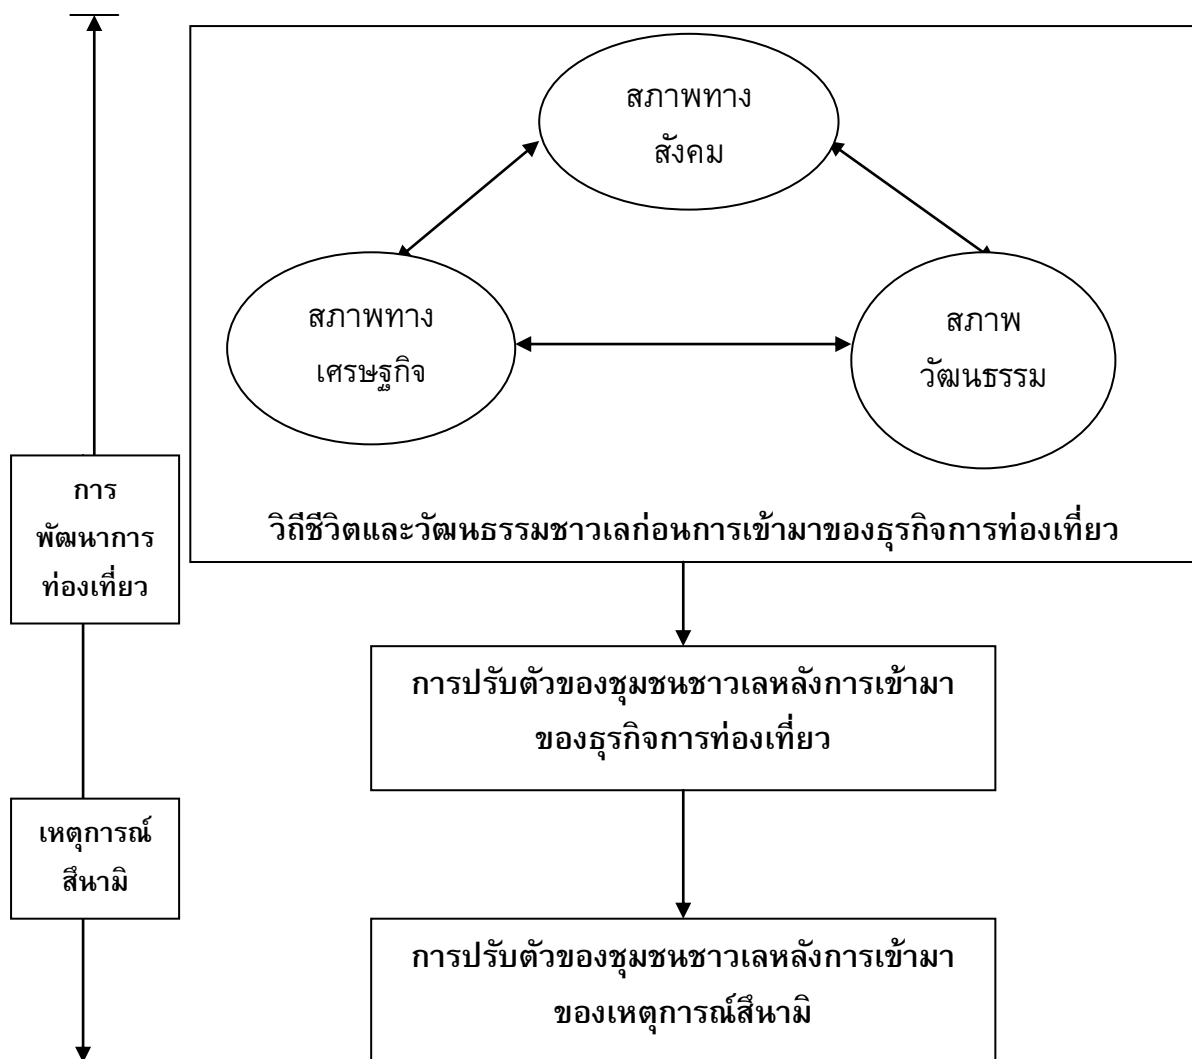 สภาพทาง
สังคม
สภาพทาง
เศรษฐกิจ
สภาพ
วัฒนธรรม
วิถีชีวิตและวัฒนธรรมชาวเลก่อนการเข้ามาของธุรกิจการท่องเที่ยว
การ
พัฒนาการ
ท่องเที่ยว
การปรับตัวของชุมชนชาวเลหลังการเข้ามา
ของธุรกิจการท่องเที่ยว
เหตุการณ์
สึนามิ
การปรับตัวของชุมชนชาวเลหลังการเข้ามา
ของเหตุการณ์สึนามิ